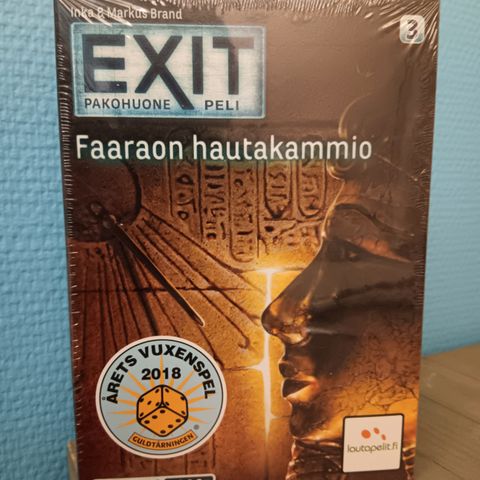 Inka & Markus Brand
3
EXIT
PAKOHUONE PELI
Faaraon hautakammio
ÅRETS VUXENSPEL
2018
GULDTÄRNINGEN
lautapelit.fi